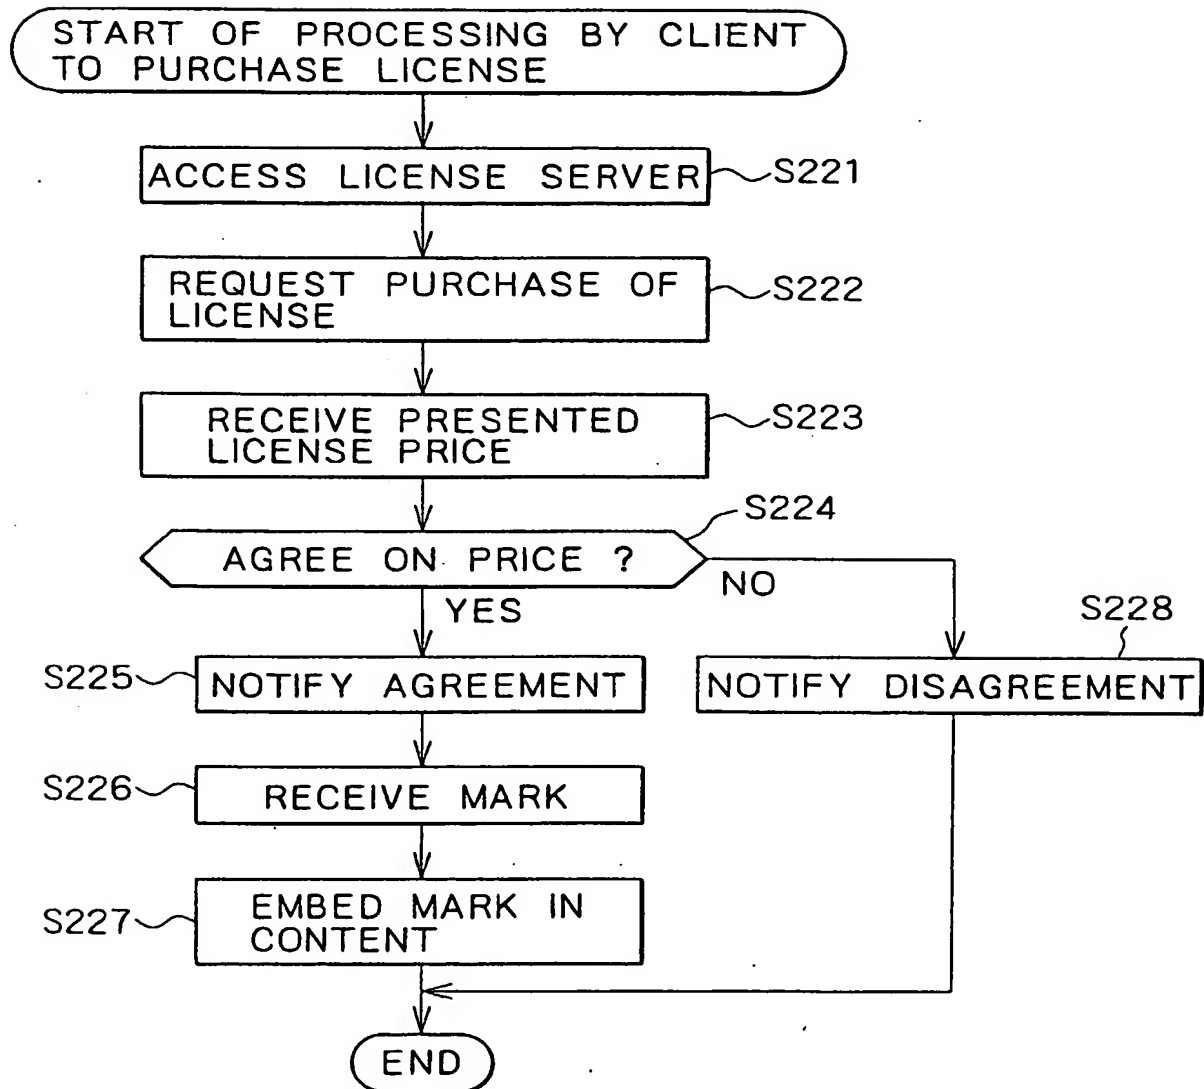 START OF PROCESSING BY CLIENT
TO PURCHASE LICENSE
ACCESS LICENSE SERVER
S221
REQUEST PURCHASE OF
LICENSE
S222
RECEIVE PRESENTED
LICENSE PRICE
S223
S224
AGREE ON PRICE ?
NO
YES
S228
S225
NOTIFY AGREEMENT
NOTIFY DISAGREEMENT
S226
RECEIVE MARK
S227
EMBED MARK IN
CONTENT
END